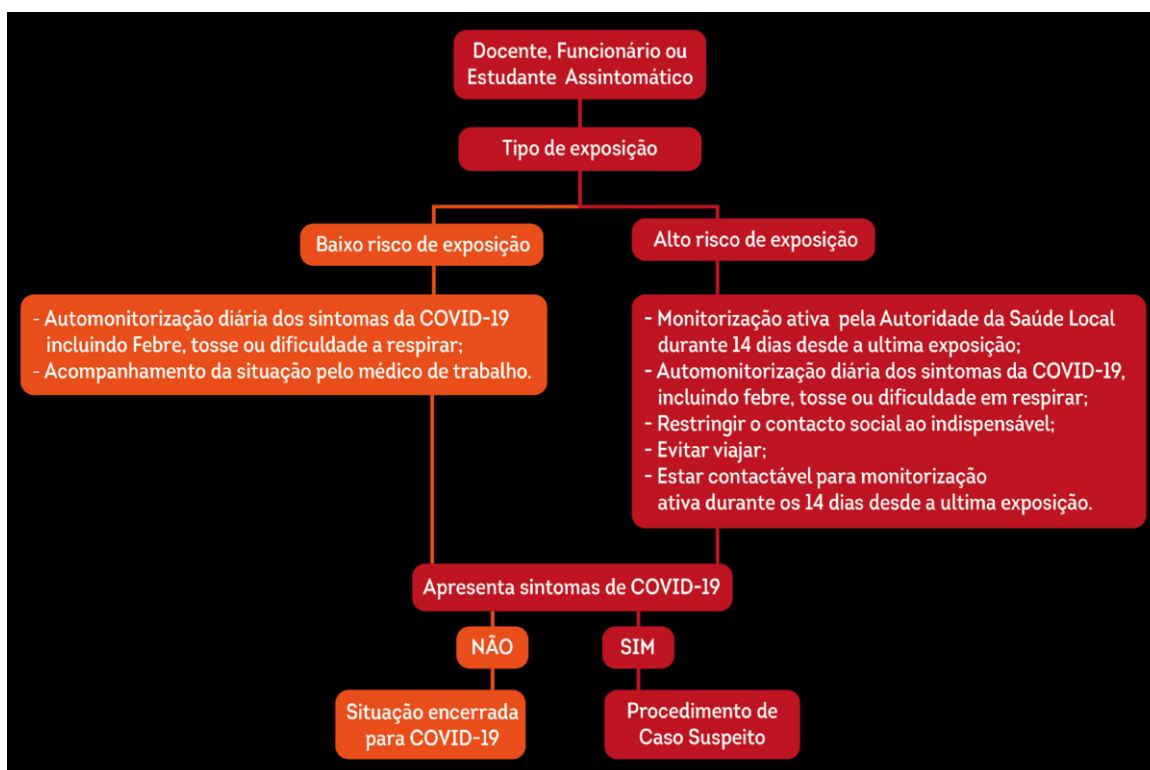 Docente, Funcionário ou
Estudante Assintomático
Tipo de exposição
Baixo risco de exposição
Alto risco de exposição
- Automonitorização diária dos sintomas da COVID-19
incluindo Febre, tosse ou dificuldade a respirar;
- Acompanhamento da situação pelo médico de trabalho.
- Monitorização ativa pela Autoridade da Saúde Local
durante 14 dias desde a ultima exposição;
- Automonitorização diária dos sintomas da COVID-19,
incluindo febre, tosse ou dificuldade em respirar;
- Restringir o contacto social ao indispensável;
- Evitar viajar;
- Estar contactável para monitorização
ativa durante os 14 dias desde a ultima exposição.
Apresenta sintomas de COVID-19
NÃO
SIM
Situação encerrada
para COVID-19
Procedimento de
Caso Suspeito